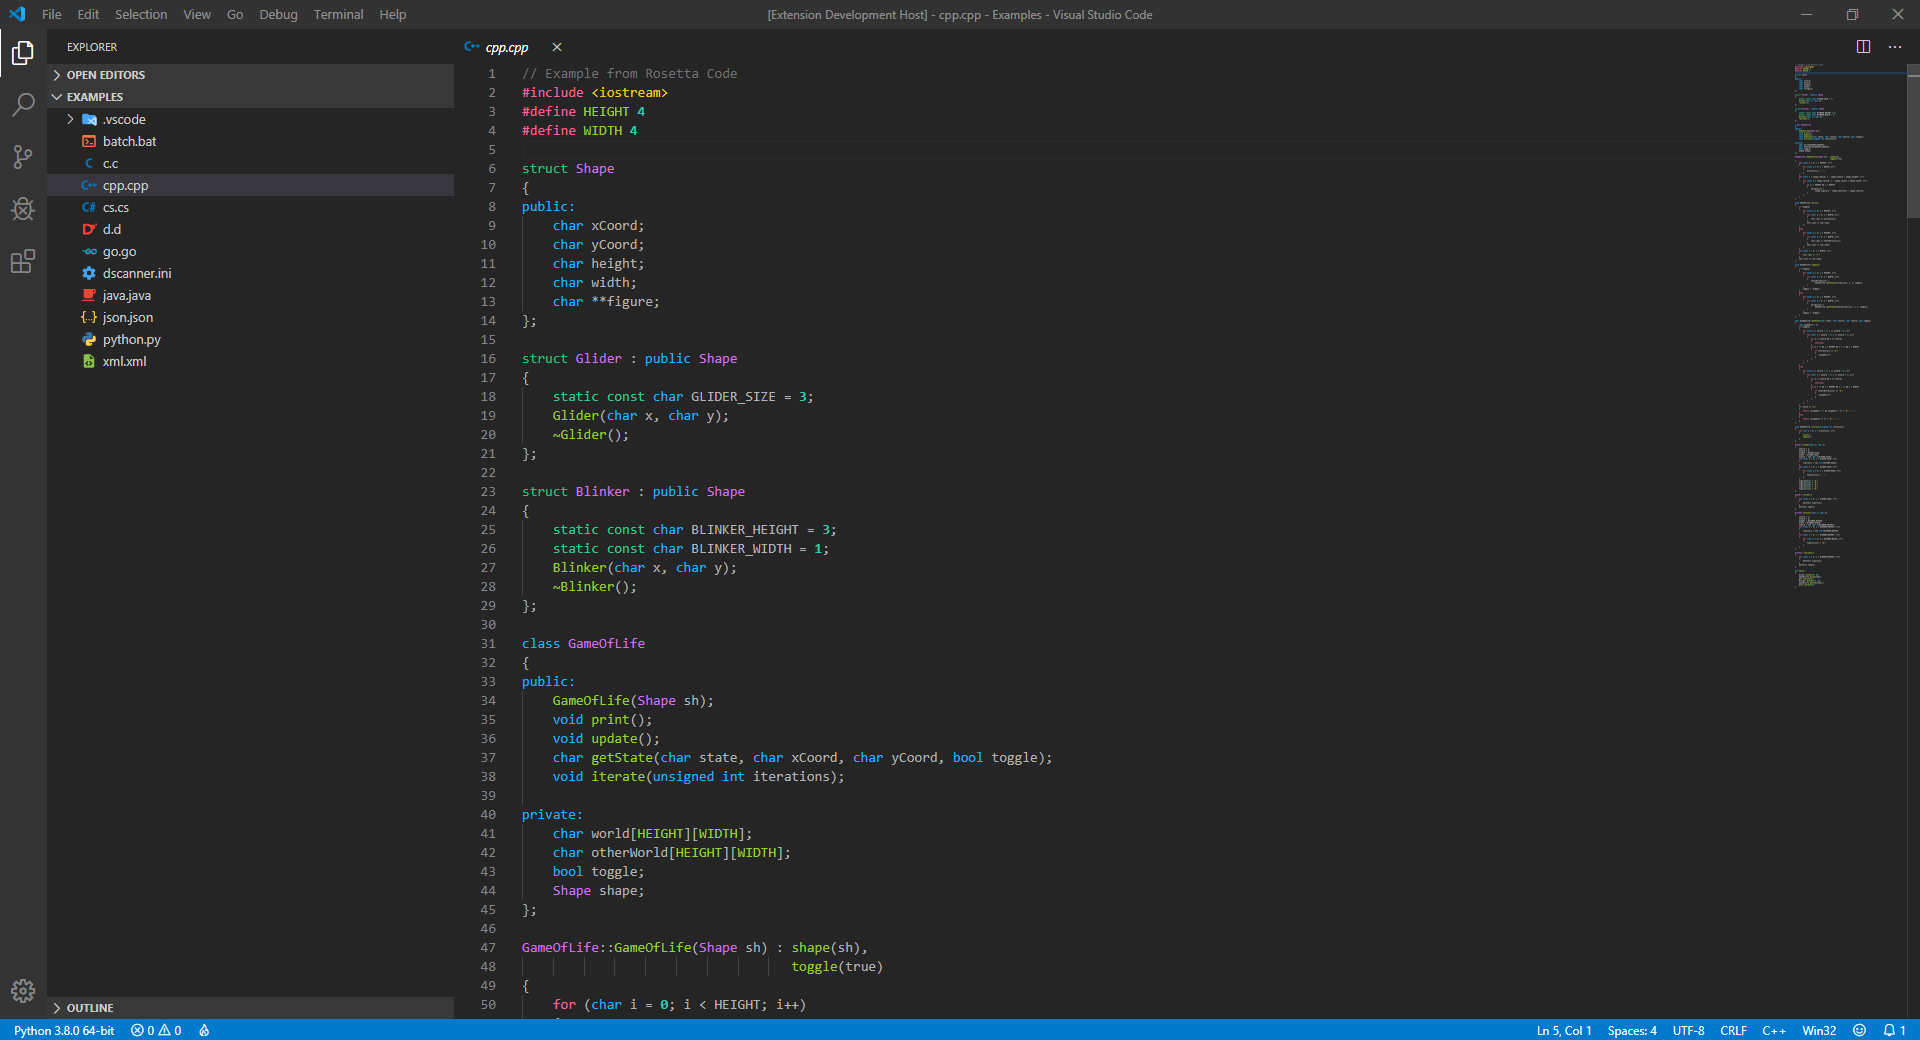 File Edit Selection View Go Debug Terminal Help
[Extension Development Host] - cpp.cpp - Examples - Visual Studio Code
EXPLORER
OPEN EDITORS
EXAMPLES
.vscode
batch.bat
c.c
cpp.cpp
cs.cs
d.d
go.go
dscanner.ini
java.java
json.json
python.py
xml.xml
OUTLINE
cpp.cpp
1 // Example from Rosetta Code
2 #include <iostream>
3 #define HEIGHT 4
4 #define WIDTH 4
5
6 struct Shape
7 {
8 public:
9     char xCoord;
10     char yCoord;
11     char height;
12     char width;
13     char **figure;
14 };
15
16 struct Glider : public Shape
17 {
18     static const char GLIDER_SIZE = 3;
19     Glider(char x, char y);
20     ~Glider();
21 };
22
23 struct Blinker : public Shape
24 {
25     static const char BLINKER_HEIGHT = 3;
26     static const char BLINKER_WIDTH = 1;
27     Blinker(char x, char y);
28     ~Blinker();
29 };
30
31 class GameOfLife
32 {
33 public:
34     GameOfLife(Shape sh);
35     void print();
36     void update();
37     char getState(char state, char xCoord, char yCoord, bool toggle);
38     void iterate(unsigned int iterations);
39
40 private:
41     char world[HEIGHT][WIDTH];
42     char otherWorld[HEIGHT][WIDTH];
43     bool toggle;
44     Shape shape;
45 };
46
47 GameOfLife::GameOfLife(Shape sh) : shape(sh),
48                                    toggle(true)
49 {
50     for (char i = 0; i < HEIGHT; i++)
Python 3.8.0 64-bit 0 0
Ln 5, Col 1 Spaces: 4 UTF-8 CRLF C++ Win32 1